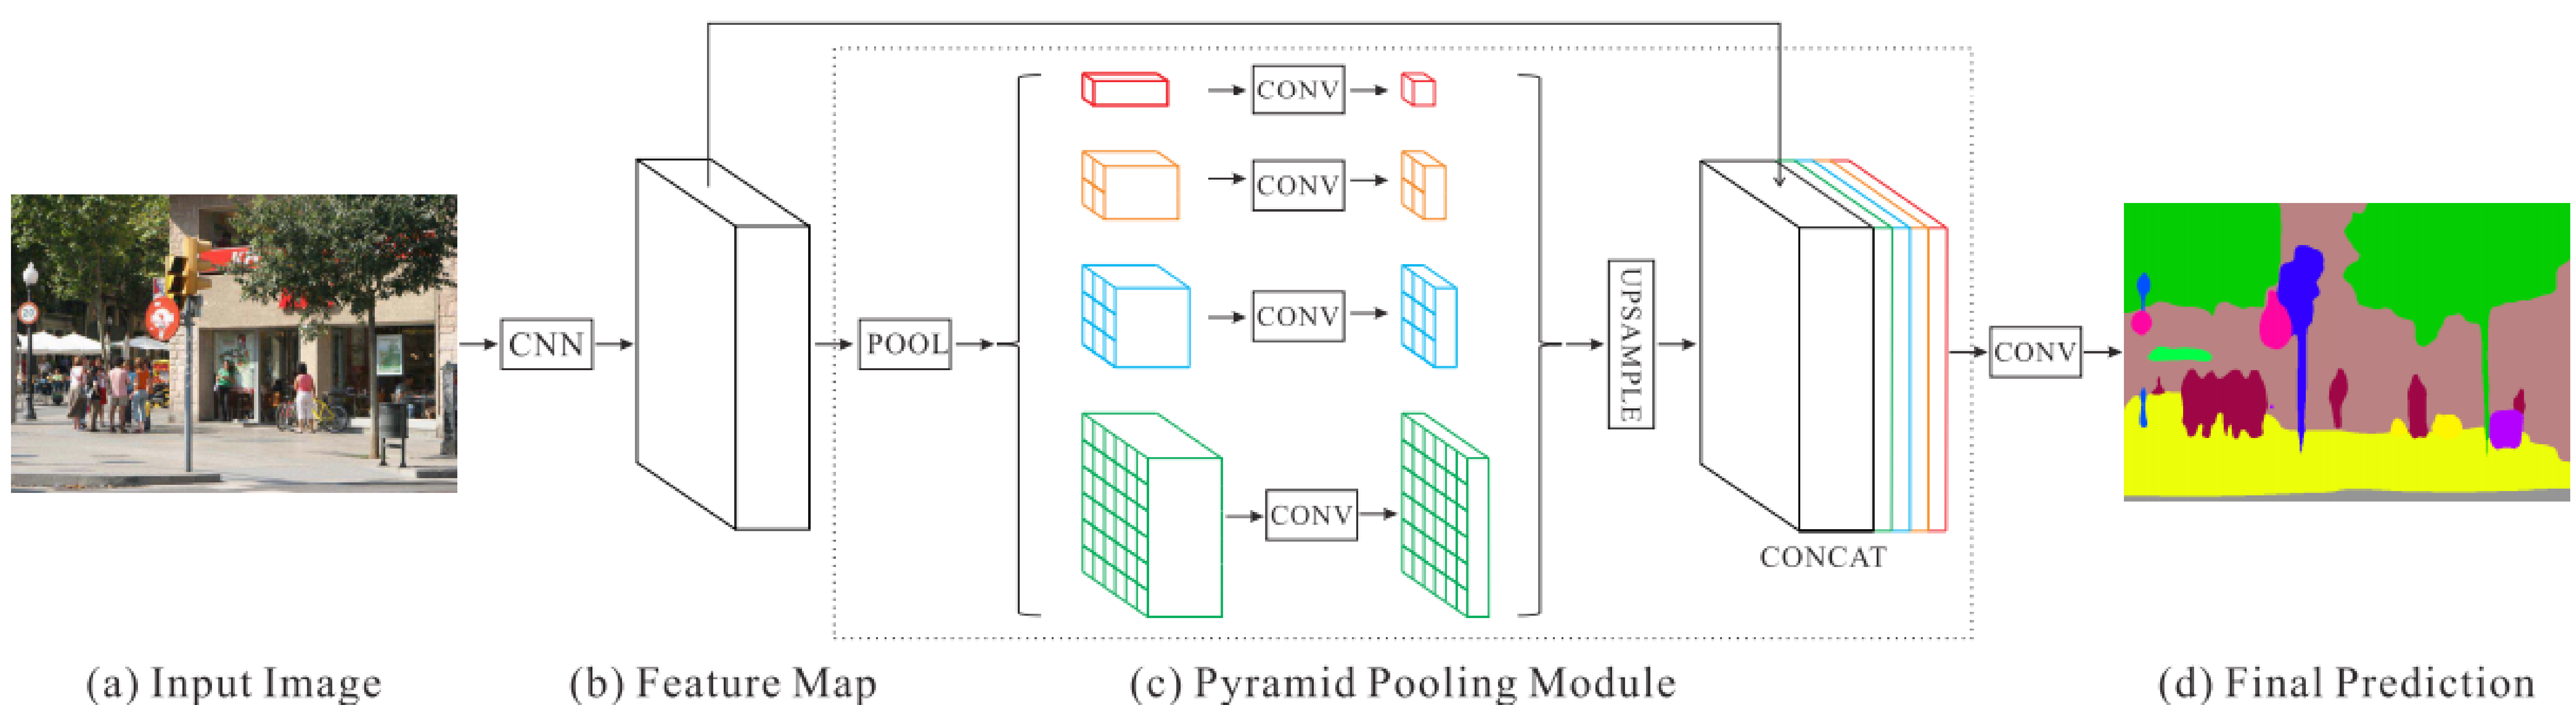 CNN
POOL
CONV
CONV
CONV
CONV
UPSAMPLE
CONCAT
CONV
(a) Input Image
(b) Feature Map
(c) Pyramid Pooling Module
(d) Final Prediction